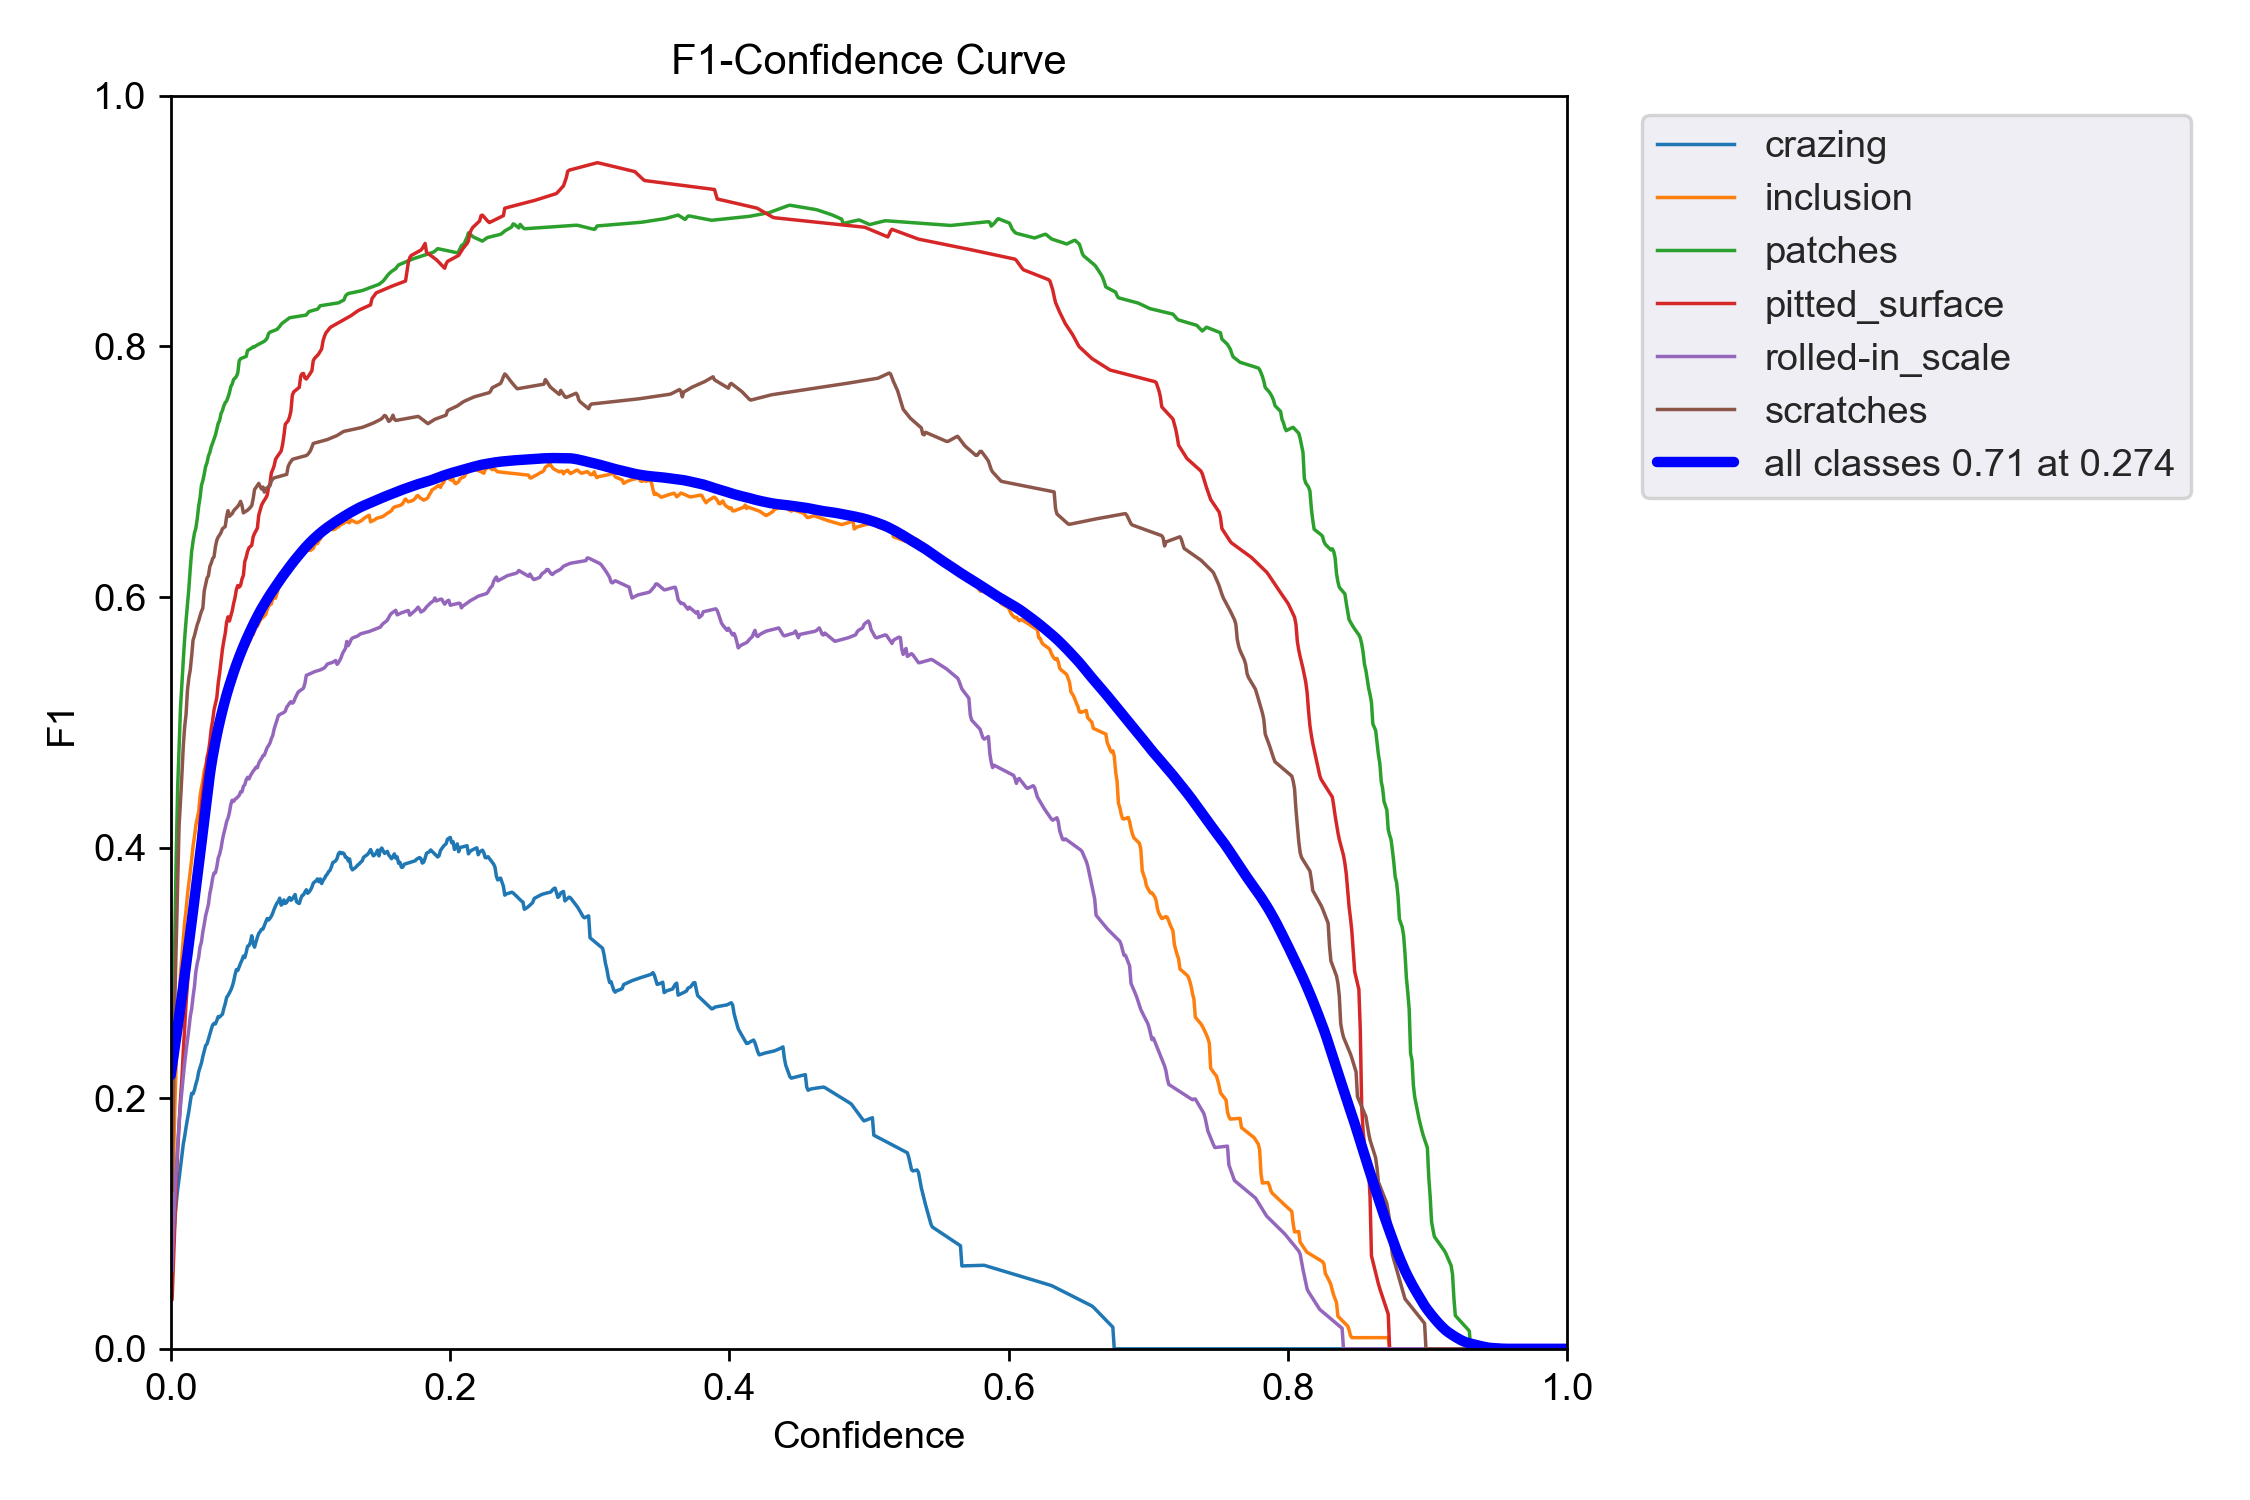 F1-Confidence Curve
1.0
0.8
0.6
0.4
0.2
0.0
F1
0.0 0.2 0.4 0.6 0.8 1.0
Confidence
crazing
inclusion
patches
pitted_surface
rolled-in_scale
scratches
all classes 0.71 at 0.274